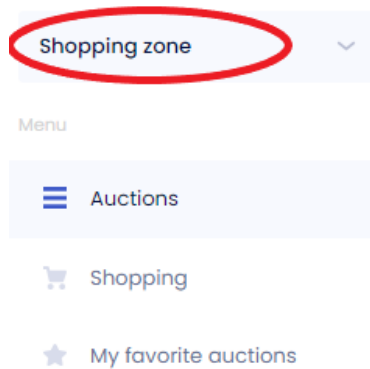 Shopping zone
Menu
Auctions
Shopping
My favorite auctions